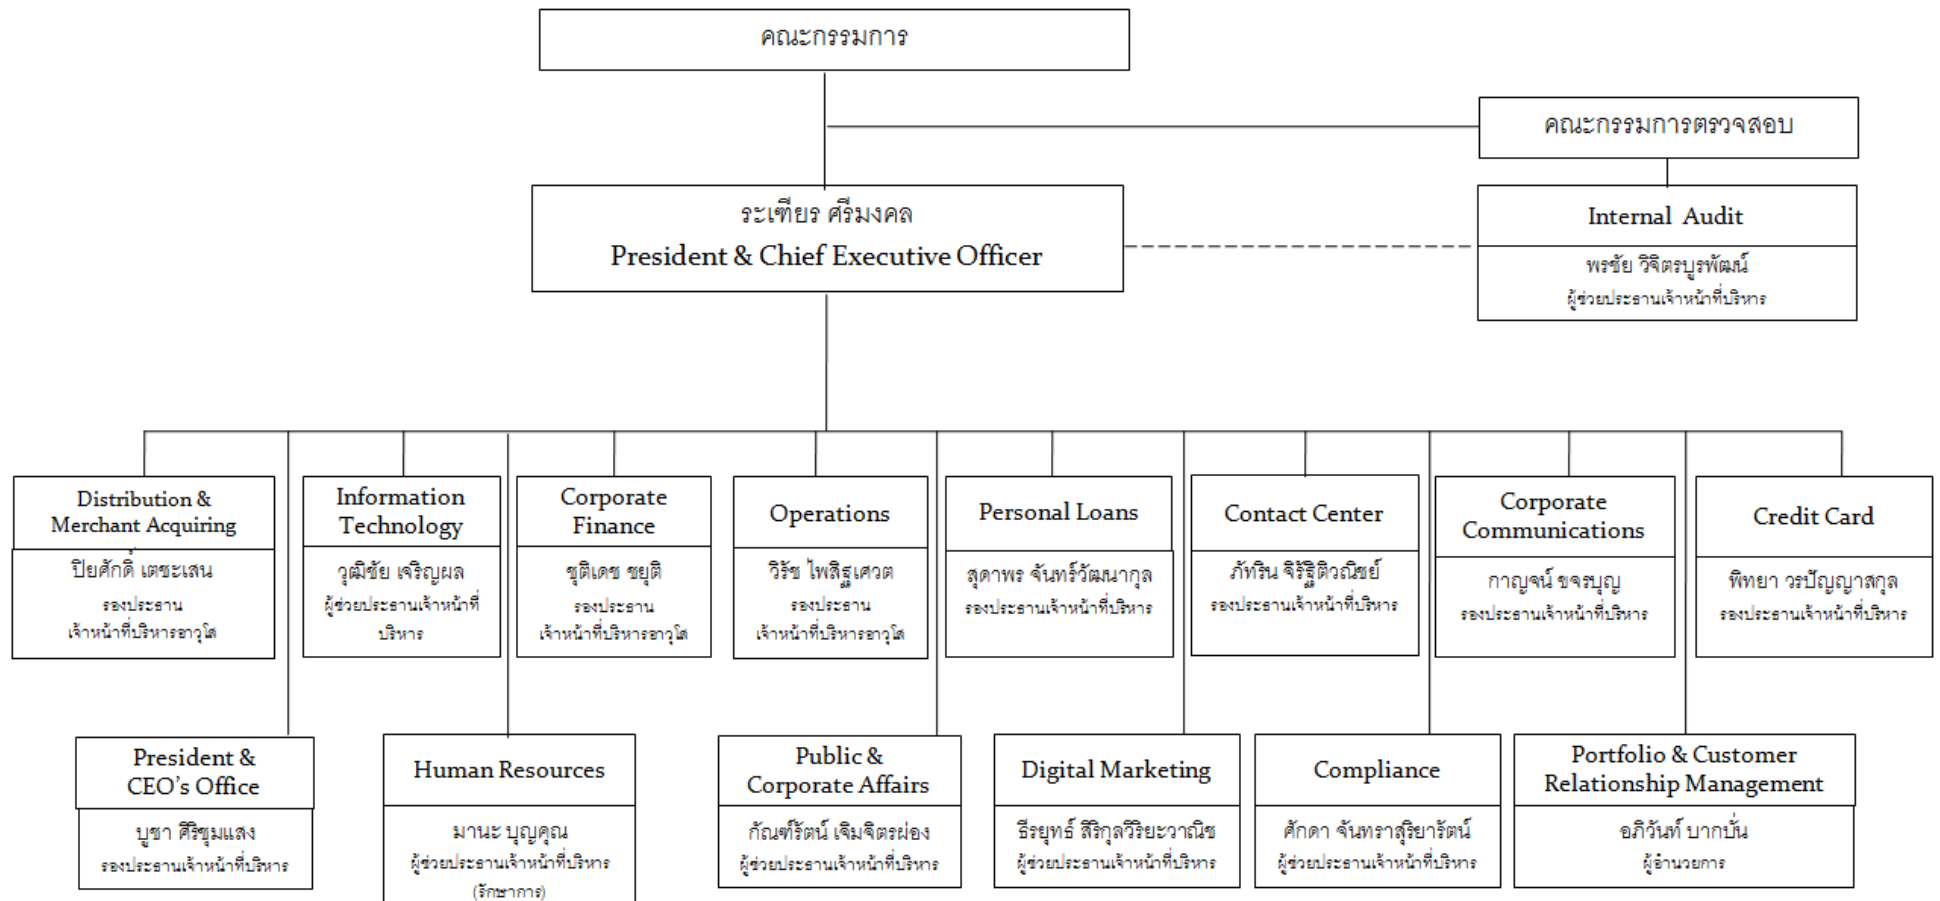 คณะกรรมการ
คณะกรรมการตรวจสอบ
ระเฑียร ศรีมงคล
President & Chief Executive Officer
Internal Audit
พรชัย วิจิตรบูรพัฒน์
ผู้ช่วยประธานเจ้าหน้าที่บริหาร
Distribution &
Merchant Acquiring
ปิยศักดิ์ เตชะเสน
รองประธาน
เจ้าหน้าที่บริหารอาวุโส
Information
Technology
วุฒิชัย เจริญผล
ผู้ช่วยประธานเจ้าหน้าที่
บริหาร
Corporate
Finance
ชุติเดช ชยุติ
รองประธาน
เจ้าหน้าที่บริหารอาวุโส
Operations
วิรัช ไพสิฐเศวต
รองประธาน
เจ้าหน้าที่บริหารอาวุโส
Personal Loans
สุดาพร จันทร์วัฒนากุล
รองประธานเจ้าหน้าที่บริหาร
Contact Center
ภัทริน จิรัฐิติวณิชย์
รองประธานเจ้าหน้าที่บริหาร
Corporate
Communications
กาญจน์ ขจรบุญ
รองประธานเจ้าหน้าที่บริหาร
Credit Card
พิทยา วรปัญญาสกุล
รองประธานเจ้าหน้าที่บริหาร
President &
CEO's Office
บูชา ศิริชุมแสง
รองประธานเจ้าหน้าที่บริหาร
Human Resources
มานะ บุญคุณ
ผู้ช่วยประธานเจ้าหน้าที่บริหาร
(รักษาการ)
Public &
Corporate Affairs
กัณฑ์รัตน์ เจิมจิตรผ่อง
ผู้ช่วยประธานเจ้าหน้าที่บริหาร
Digital Marketing
ธีรยุทธ์ สิริกุลวิริยะวาณิช
ผู้ช่วยประธานเจ้าหน้าที่บริหาร
Compliance
ศักดา จันทราสุริยารัตน์
ผู้ช่วยประธานเจ้าหน้าที่บริหาร
Portfolio & Customer
Relationship Management
อภิวันท์ บากบั่น
ผู้อำนวยการ